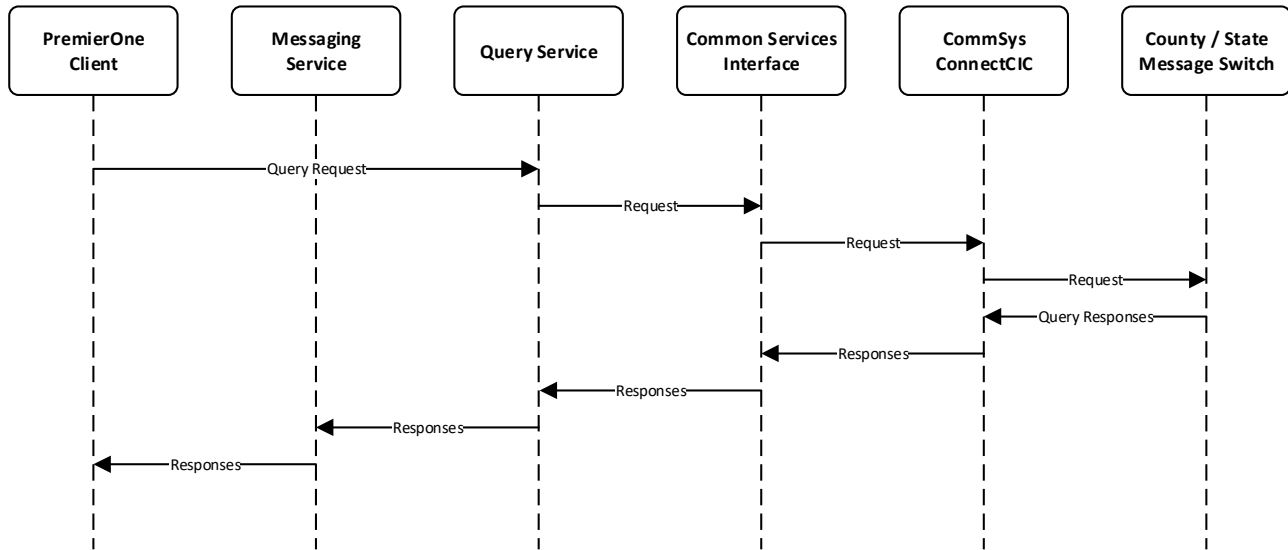 PremierOne
Client
Messaging
Service
Query Service
Common Services
Interface
CommSys
ConnectCIC
County / State
Message Switch
Query Request
Request
Request
Request
Query Responses
Responses
Responses
Responses
Responses